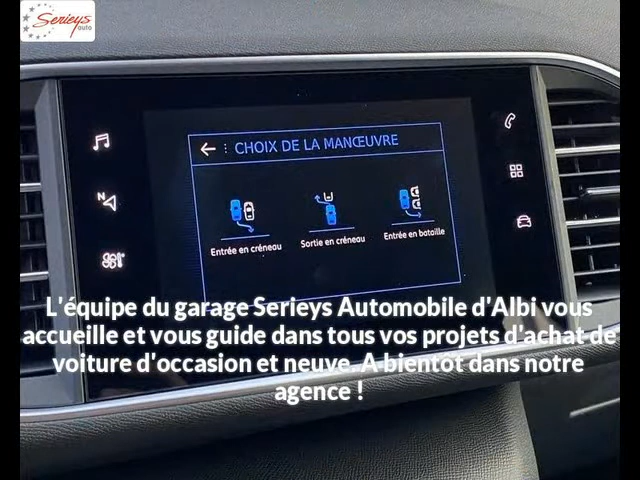 Serieys
auto
← : CHOIX DE LA MANŒUVRE
N
Entrée en créneau
Sortie en créneau
Entrée en bataille
L'équipe du garage Serieys Automobile d'Albi vous
accueille et vous guide dans tous vos projets d'achat de
voiture d'occasion et neuve. A bientôt dans notre
agence !